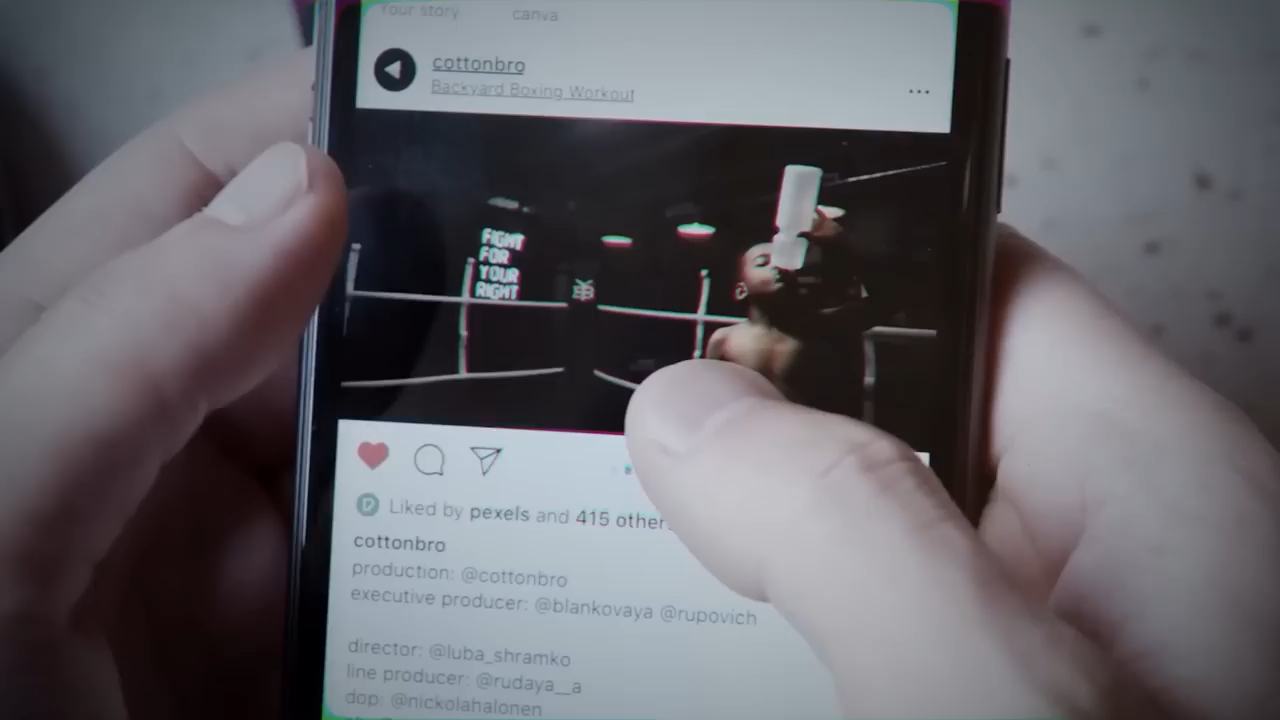 Your story canva
cottonbro
Backyard Boxing Workout
FIGHT
FOR
YOUR
RIGHT
Liked by pexels and 415 other
cottonbro
production: @cottonbro
executive producer: @blankovaya @rupovich
director: @luba_shramko
line producer: @rudaya__a
dop: @nickolahalonen